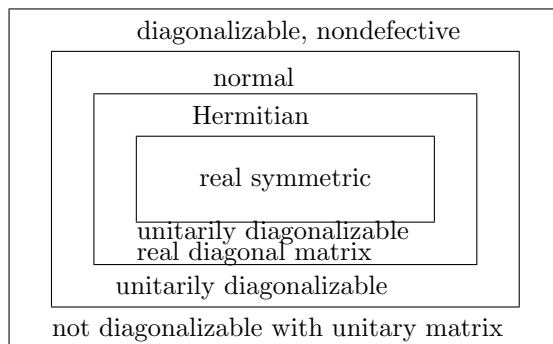 diagonalizable, nondefective
normal
Hermitian
real symmetric
unitarily diagonalizable
real diagonal matrix
unitarily diagonalizable
not diagonalizable with unitary matrix